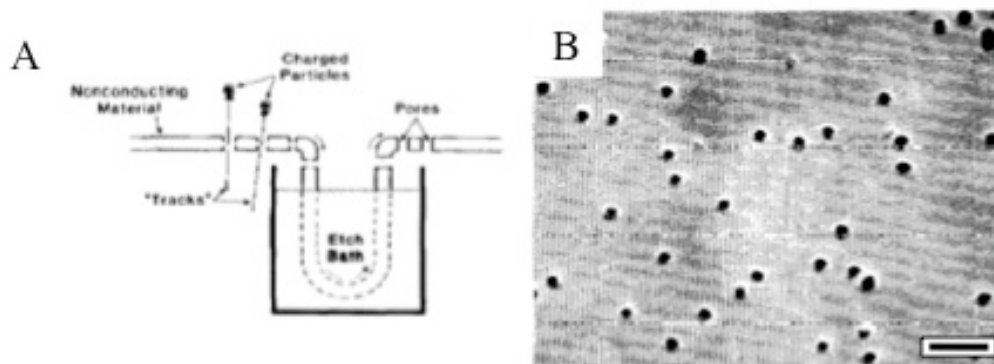 A
Charged
Particles
Nonconducting
Material
Pores
"Tracks"
Etch
Bath
B